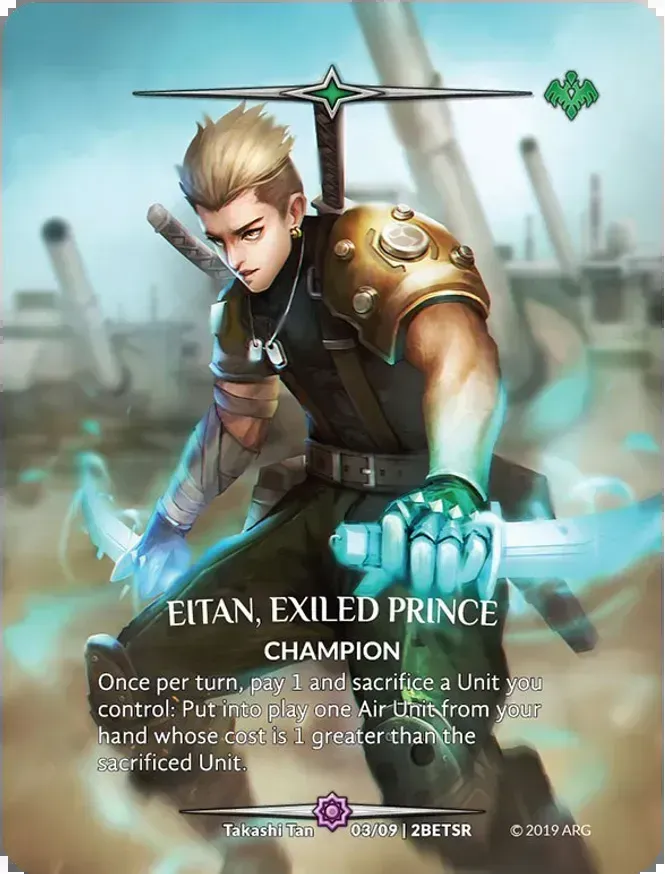 EITAN, EXILED PRINCE
CHAMPION
Once per turn, pay 1 and sacrifice a Unit you
control: Put into play one Air Unit from your
hand whose cost is 1 greater than the
sacrificed Unit.
Takashi Tan 03/09 | 2BETSR © 2019 ARG